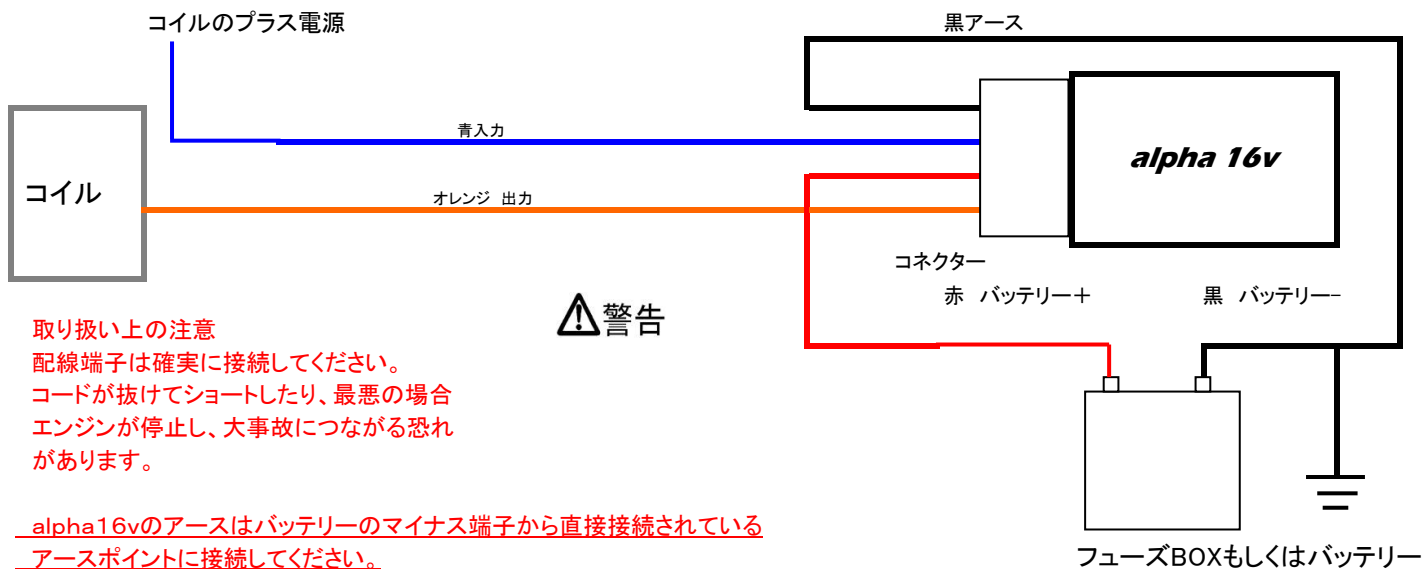 コイルのプラス電源
黒アース
青入力
コイル
alpha 16v
オレンジ 出力
コネクター
赤 バッテリー+
黒 バッテリー-
⚠警告
取り扱い上の注意
配線端子は確実に接続してください。
コードが抜けてショートしたり、最悪の場合
エンジンが停止し、大事故につながる恐れ
があります。
alpha16vのアースはバッテリーのマイナス端子から直接接続されている
アースポイントに接続してください。
フューズBOXもしくはバッテリー